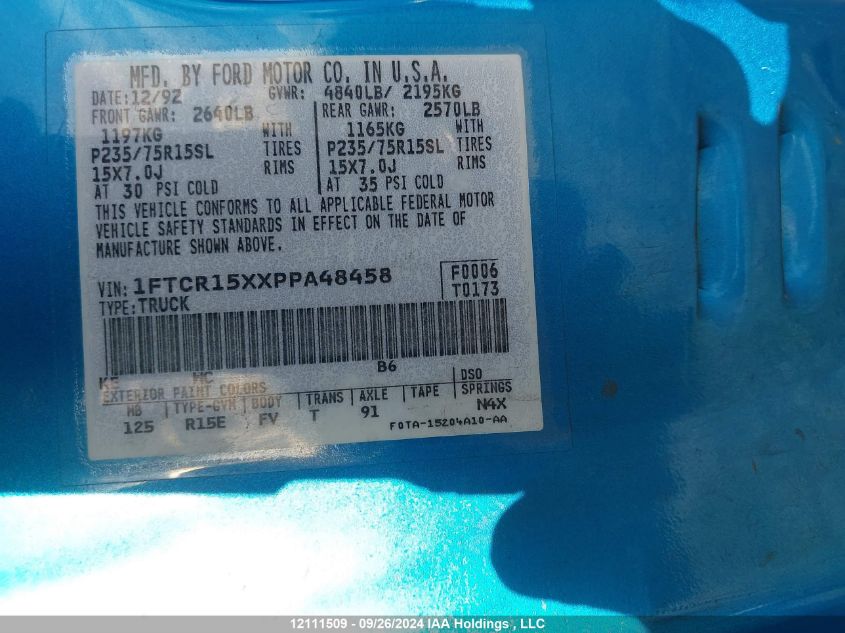 MFD. BY FORD MOTOR CO. IN U.S.A.
DATE: 12/92 GVWR: 4840LB/ 2195KG
FRONT GAWR: 2640LB REAR GAWR: 2570LB
1197KG WITH 1165KG WITH
P235/75R15SL TIRES P235/75R15SL TIRES
15X7.0J RIMS 15X7.0J RIMS
AT 30 PSI COLD AT 35 PSI COLD
THIS VEHICLE CONFORMS TO ALL APPLICABLE FEDERAL MOTOR
VEHICLE SAFETY STANDARDS IN EFFECT ON THE DATE OF
MANUFACTURE SHOWN ABOVE.
VIN: 1FTCR15XXPPA48458 F0006
TYPE: TRUCK T0173
B6
KE MC DSO
EXTERIOR PAINT COLORS
WB TYPE-GVW BODY TRANS AXLE TAPE SPRINGS
125 R15E FV T 91 N4X
F0TA-15204A10-AA
12111509 - 09/26/2024 IAA Holdings , LLC